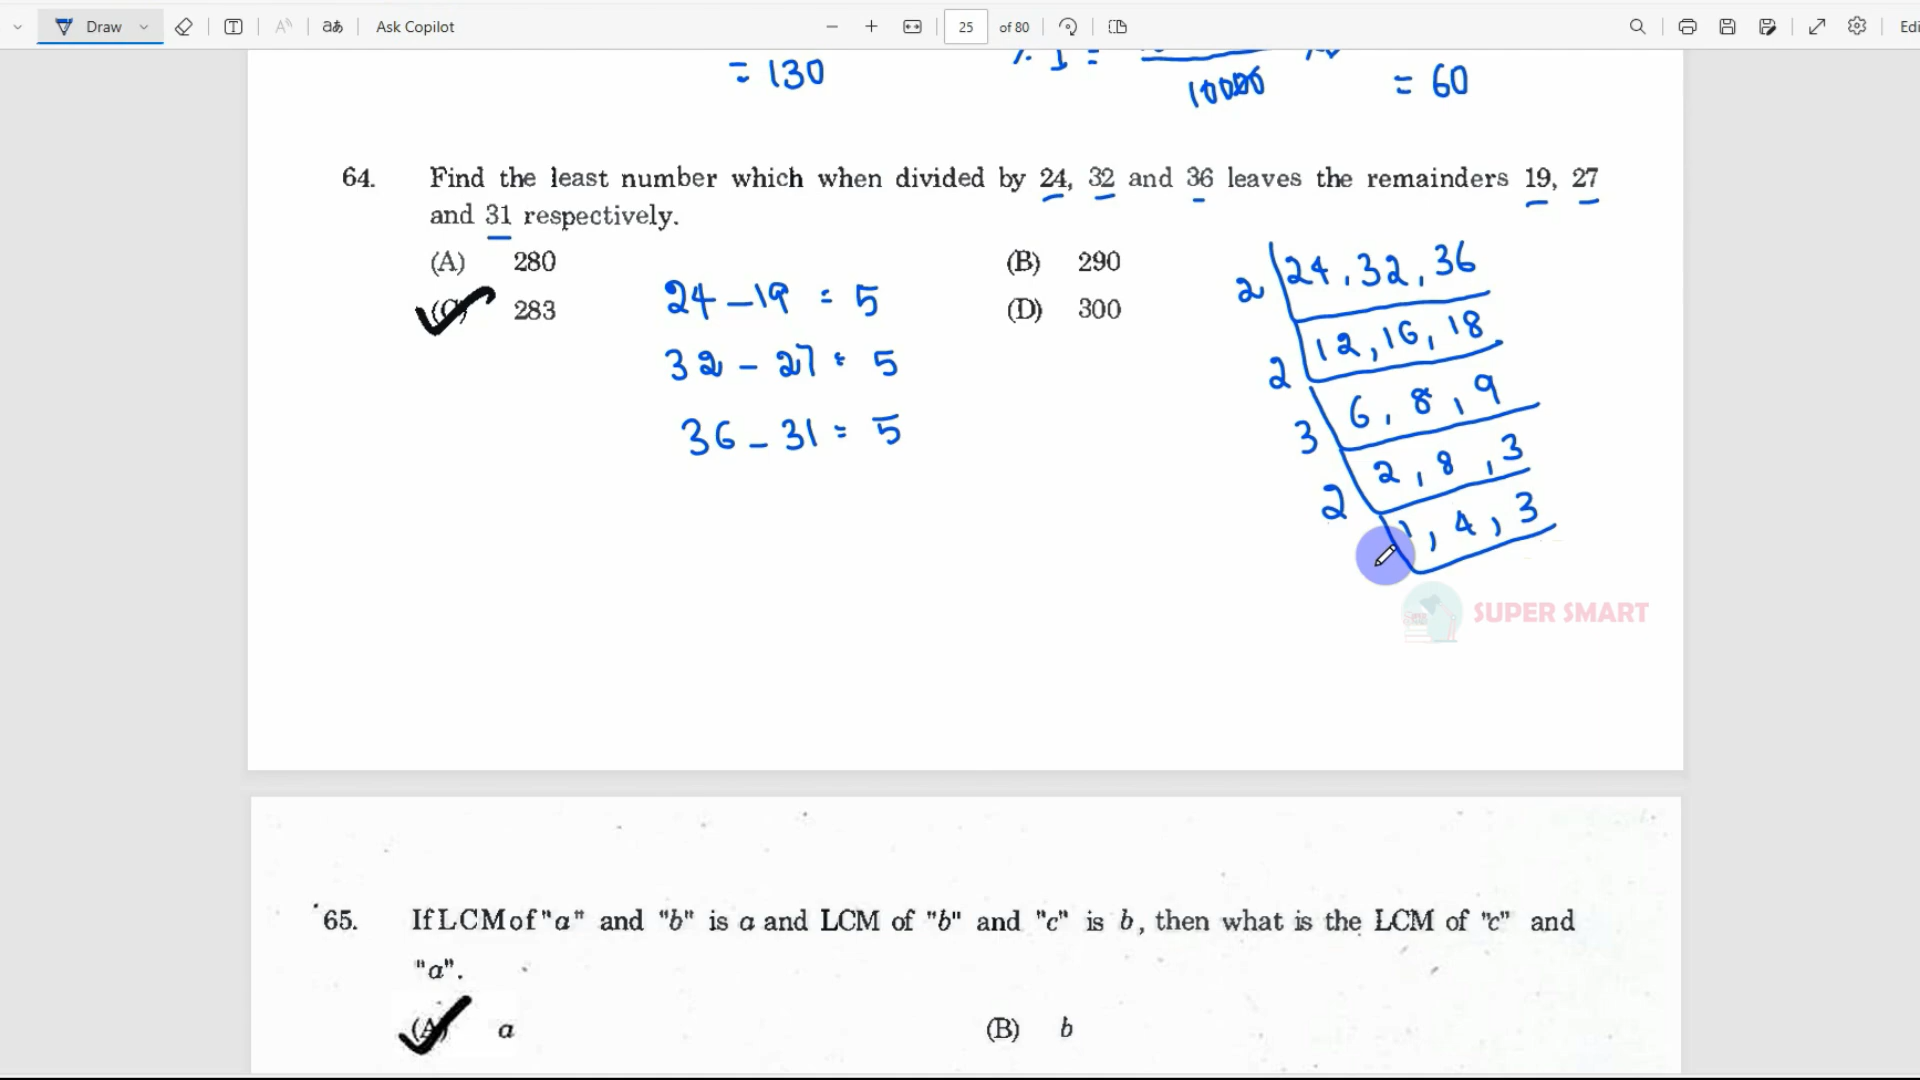 Draw
aあ
Ask Copilot
25
of 80
Edi
= 130
10000
= 60
64. Find the least number which when divided by 24, 32 and 36 leaves the remainders 19, 27
and 31 respectively.
(A) 280
(B) 290
(C) 283
(D) 300
24 - 19 = 5
32 - 27 = 5
36 - 31 = 5
2 24, 32, 36
2 12, 16, 18
3 6, 8, 9
2 2, 8, 3
1, 4, 3
SUPER SMART
65. If LCM of "a" and "b" is a and LCM of "b" and "c" is b, then what is the LCM of "c" and
"a".
(A) a
(B) b